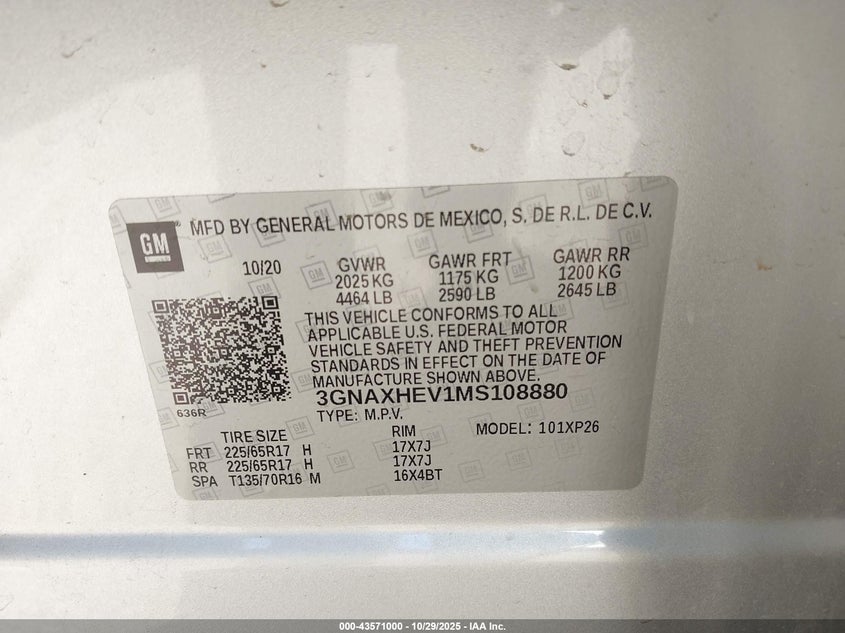 GM
MFD BY GENERAL MOTORS DE MEXICO, S. DE R.L. DE C.V.
10/20 GVWR GAWR FRT GAWR RR
2025 KG 1175 KG 1200 KG
4464 LB 2590 LB 2645 LB
THIS VEHICLE CONFORMS TO ALL
APPLICABLE U.S. FEDERAL MOTOR
VEHICLE SAFETY AND THEFT PREVENTION
STANDARDS IN EFFECT ON THE DATE OF
MANUFACTURE SHOWN ABOVE.
3GNAXHEV1MS108880
636R
TYPE: M.P.V.
TIRE SIZE RIM MODEL: 101XP26
FRT 225/65R17 H 17X7J
RR 225/65R17 H 17X7J
SPA T135/70R16 M 16X4BT
000-43571000 - 10/29/2025 - IAA Inc.